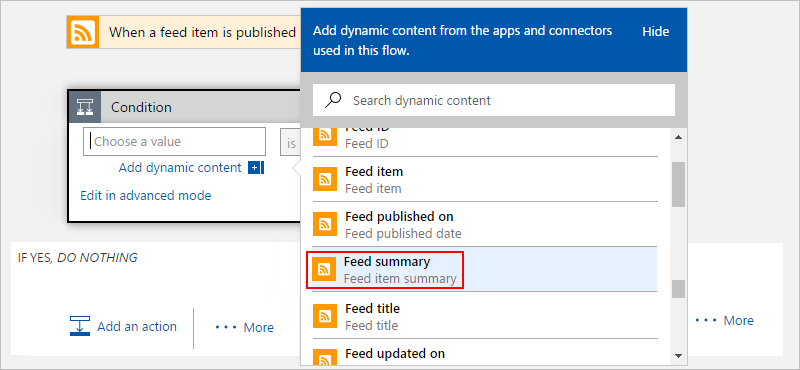 When a feed item is published
Condition
Choose a value
is
Add dynamic content
Edit in advanced mode
IF YES, DO NOTHING
Add an action
More
Add dynamic content from the apps and connectors
used in this flow.
Hide
Search dynamic content
Feed ID
Feed ID
Feed item
Feed item
Feed published on
Feed published date
Feed summary
Feed item summary
Feed title
Feed title
Feed updated on
More